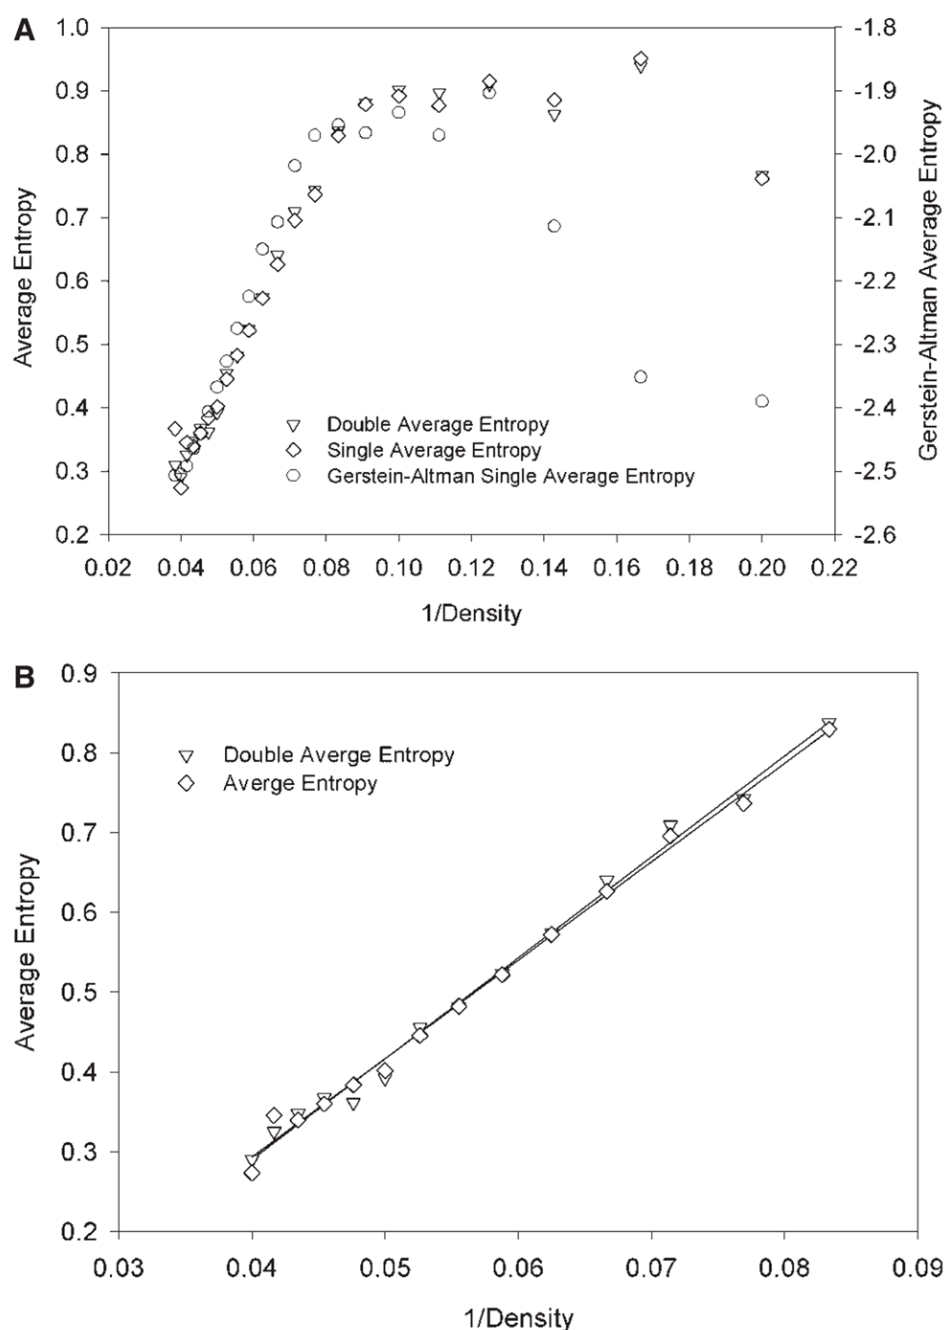 A
1.0
0.9
0.8
0.7
0.6
0.5
0.4
0.3
0.2
Average Entropy
-1.8
-1.9
-2.0
-2.1
-2.2
-2.3
-2.4
-2.5
-2.6
Gerstein-Altman Average Entropy
Double Average Entropy
Single Average Entropy
Gerstein-Altman Single Average Entropy
0.02 0.04 0.06 0.08 0.10 0.12 0.14 0.16 0.18 0.20 0.22
1/Density
B
0.9
0.8
0.7
0.6
0.5
0.4
0.3
0.2
Average Entropy
Double Averge Entropy
Averge Entropy
0.03 0.04 0.05 0.06 0.07 0.08 0.09
1/Density